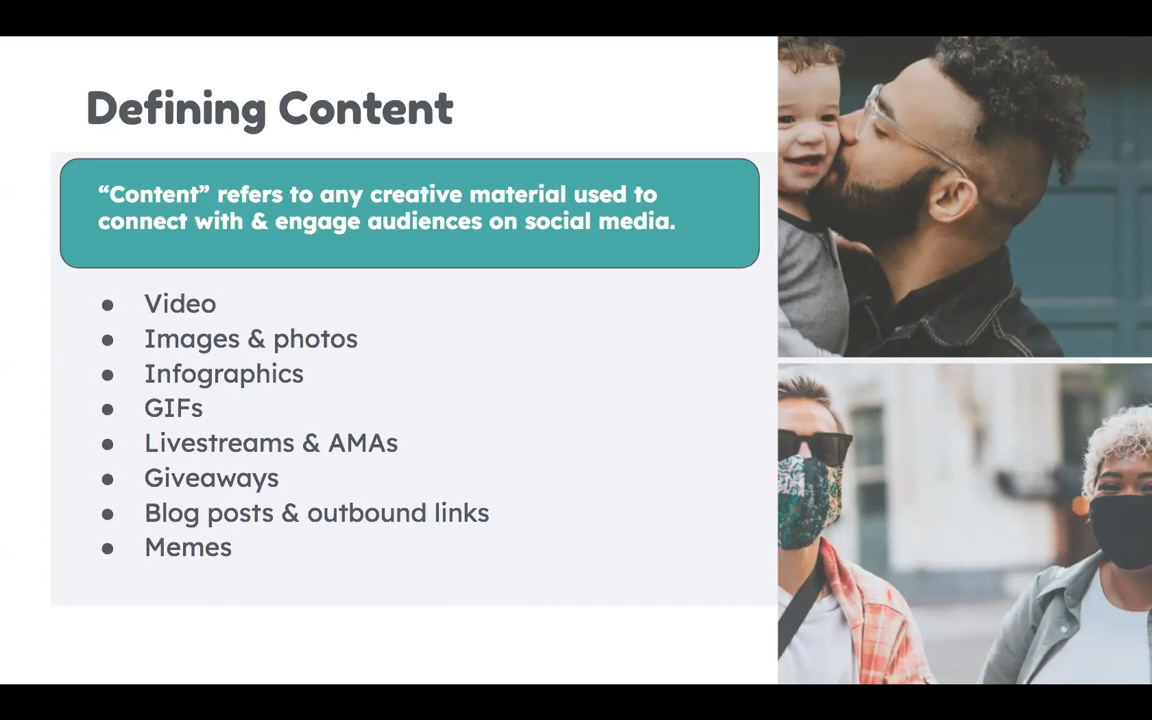 Defining Content
“Content” refers to any creative material used to
connect with & engage audiences on social media.
● Video
● Images & photos
● Infographics
● GIFs
● Livestreams & AMAs
● Giveaways
● Blog posts & outbound links
● Memes